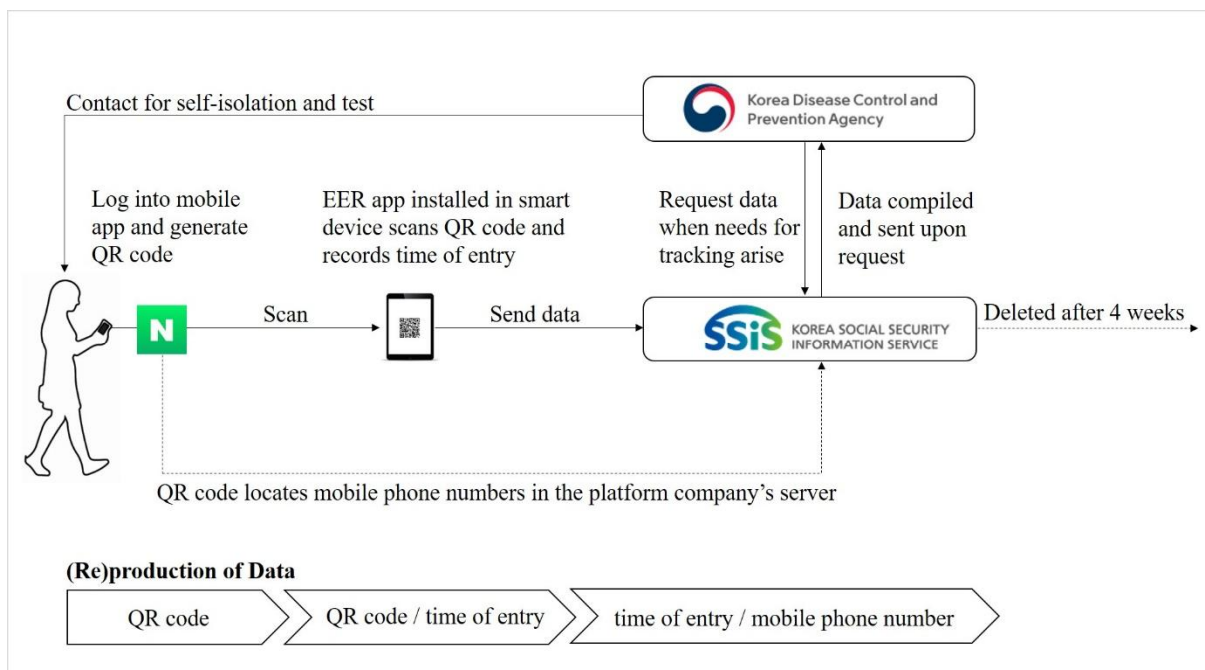 Contact for self-isolation and test
Korea Disease Control and
Prevention Agency
Log into mobile
app and generate
QR code
EER app installed in smart
device scans QR code and
records time of entry
Request data
when needs for
tracking arise
Data compiled
and sent upon
request
N
Scan
Send data
SSiS
KOREA SOCIAL SECURITY
INFORMATION SERVICE
Deleted after 4 weeks
QR code locates mobile phone numbers in the platform company’s server
(Re)production of Data
QR code
QR code / time of entry
time of entry / mobile phone number